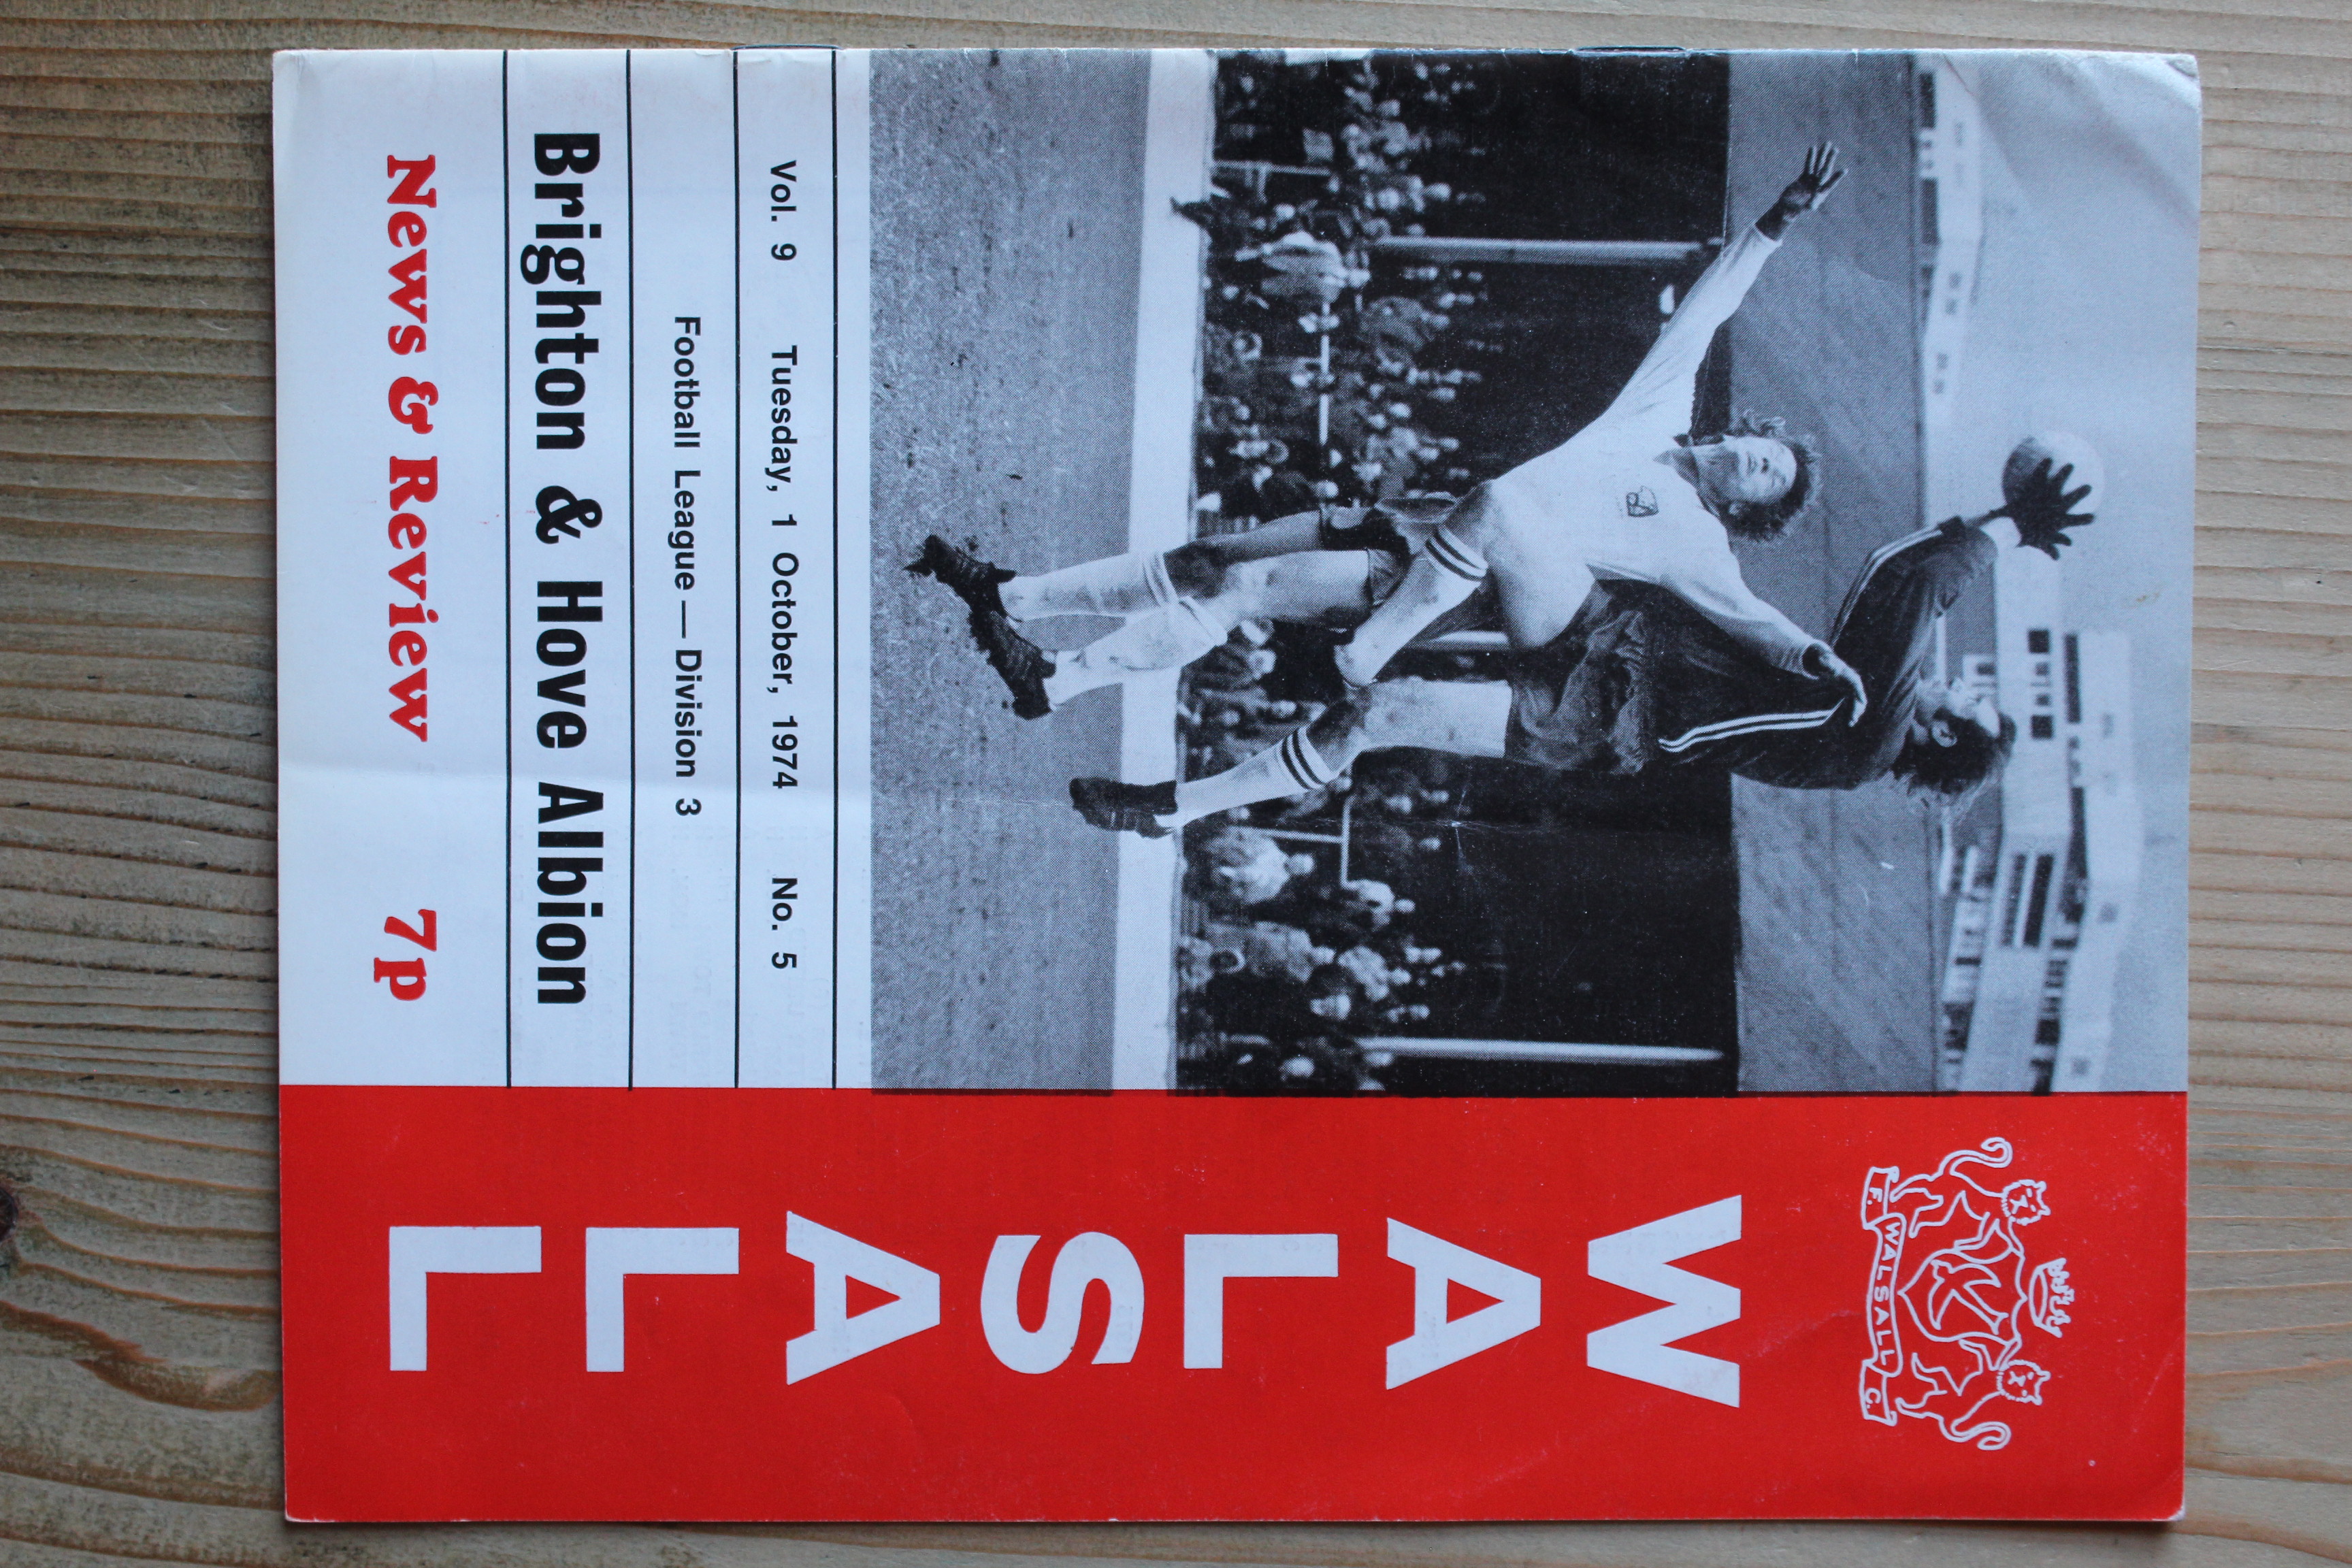 F. WALSALL C.
WALSALL
Vol. 9 Tuesday, 1 October, 1974 No. 5
Football League — Division 3
Brighton & Hove Albion
News & Review 7p